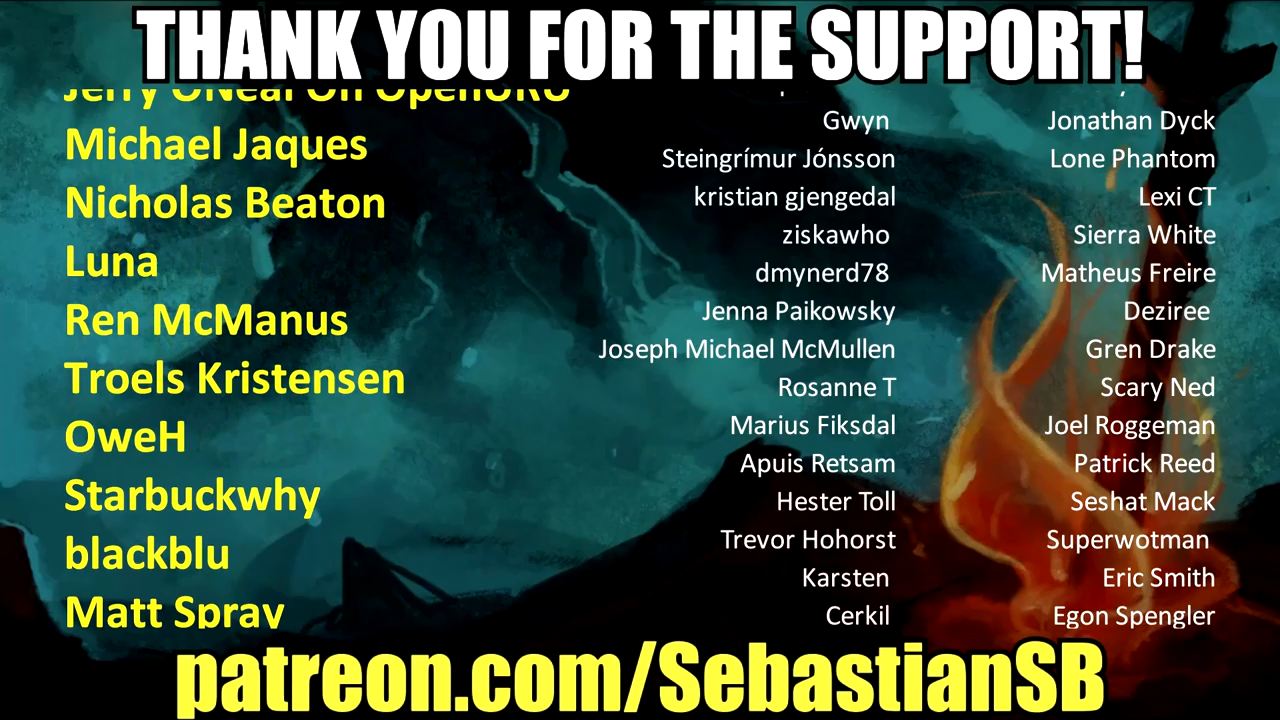 THANK YOU FOR THE SUPPORT!
Michael Jaques
Nicholas Beaton
Luna
Ren McManus
Troels Kristensen
OweH
Starbuckwhy
blackblu
Matt Spray
Gwyn
Steingrímur Jónsson
kristian gjengedal
ziskawho
dmynerd78
Jenna Paikowsky
Joseph Michael McMullen
Rosanne T
Marius Fiksdal
Apuis Retsam
Hester Toll
Trevor Hohorst
Karsten
Cerkil
Jonathan Dyck
Lone Phantom
Lexi CT
Sierra White
Matheus Freire
Deziree
Gren Drake
Scary Ned
Joel Roggeman
Patrick Reed
Seshat Mack
Superwotman
Eric Smith
Egon Spengler
patreon.com/SebastianSB